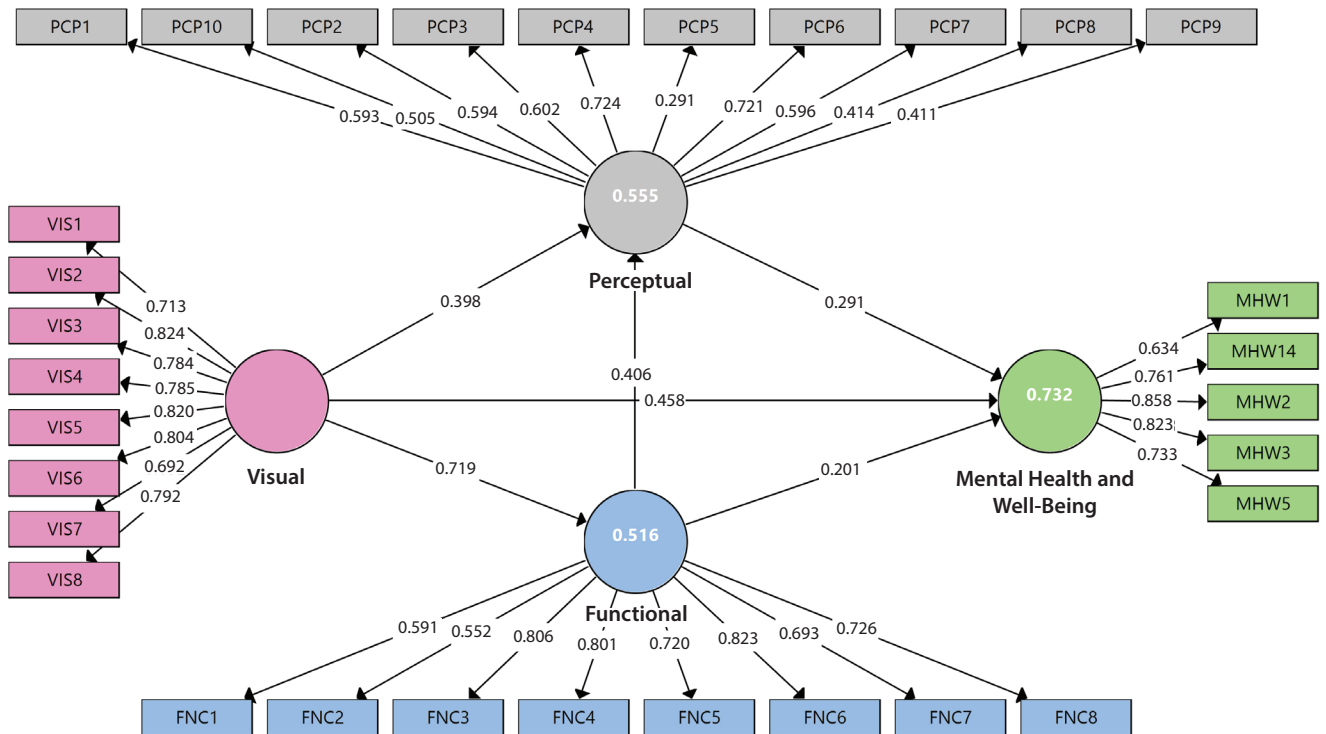 PCP1 PCP10 PCP2 PCP3 PCP4 PCP5 PCP6 PCP7 PCP8 PCP9
0.593 0.505 0.594 0.602 0.724 0.291 0.721 0.596 0.414 0.411
0.555
Perceptual
VIS1
VIS2
VIS3
VIS4
VIS5
VIS6
VIS7
VIS8
0.713
0.824
0.784
0.785
0.820
0.804
0.692
0.792
Visual
0.398
0.291
0.406
0.458
0.719
0.201
0.732
Mental Health and
Well-Being
0.634
0.761
0.858
0.823
0.733
MHW1
MHW14
MHW2
MHW3
MHW5
0.516
Functional
0.591 0.552 0.806 0.801 0.720 0.823 0.693 0.726
FNC1 FNC2 FNC3 FNC4 FNC5 FNC6 FNC7 FNC8